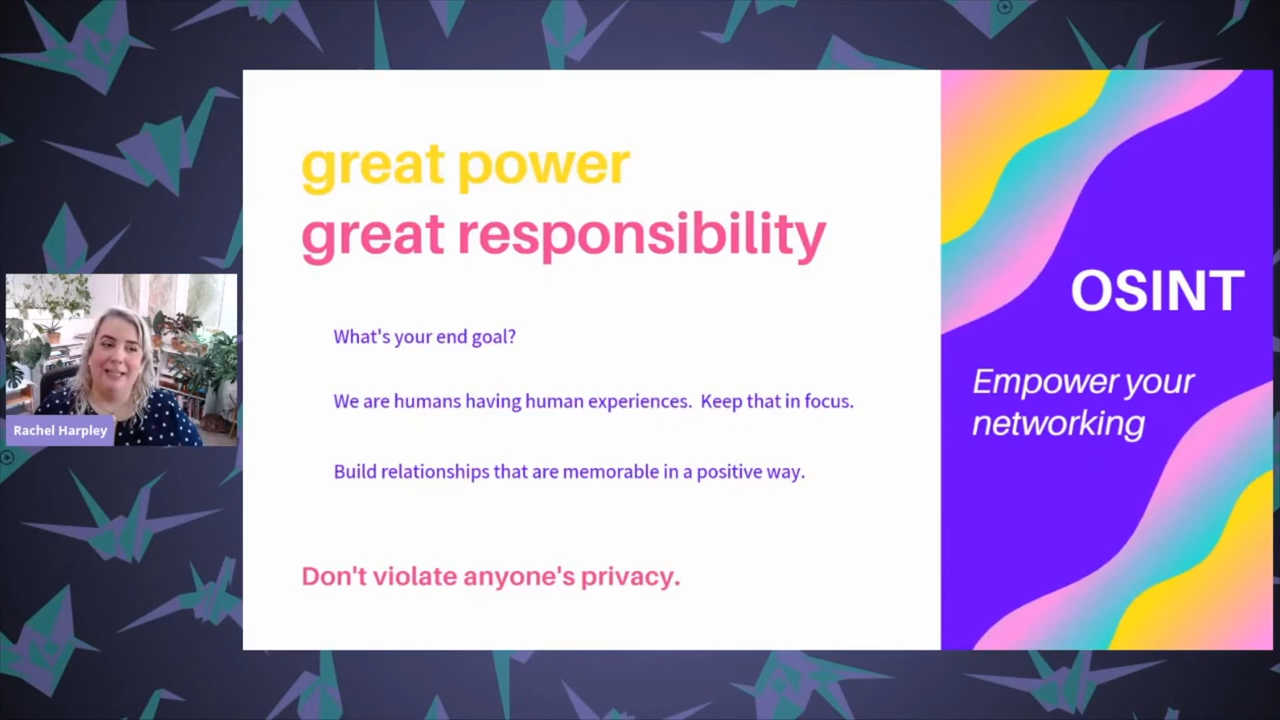 great power
great responsibility
What's your end goal?
We are humans having human experiences. Keep that in focus.
Build relationships that are memorable in a positive way.
Don't violate anyone's privacy.
OSINT
Empower your
networking
Rachel Harpley